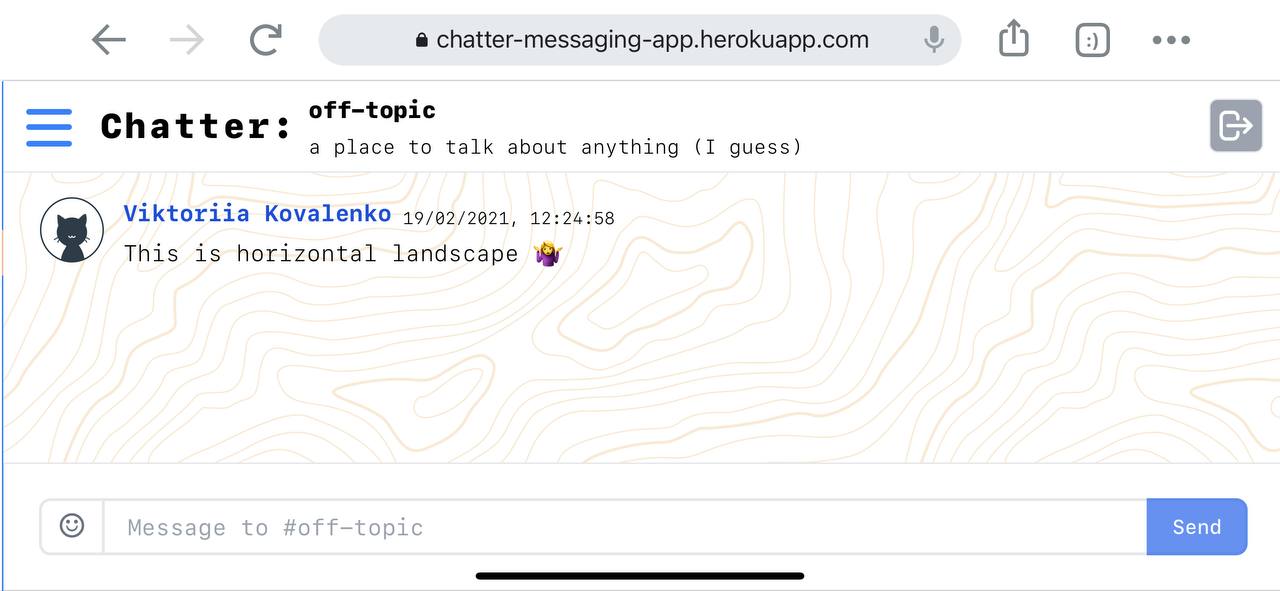 chatter-messaging-app.herokuapp.com
:)
Chatter:
off-topic
a place to talk about anything (I guess)
Viktoriia Kovalenko 19/02/2021, 12:24:58
This is horizontal landscape 🤷‍♀️
Message to #off-topic
Send